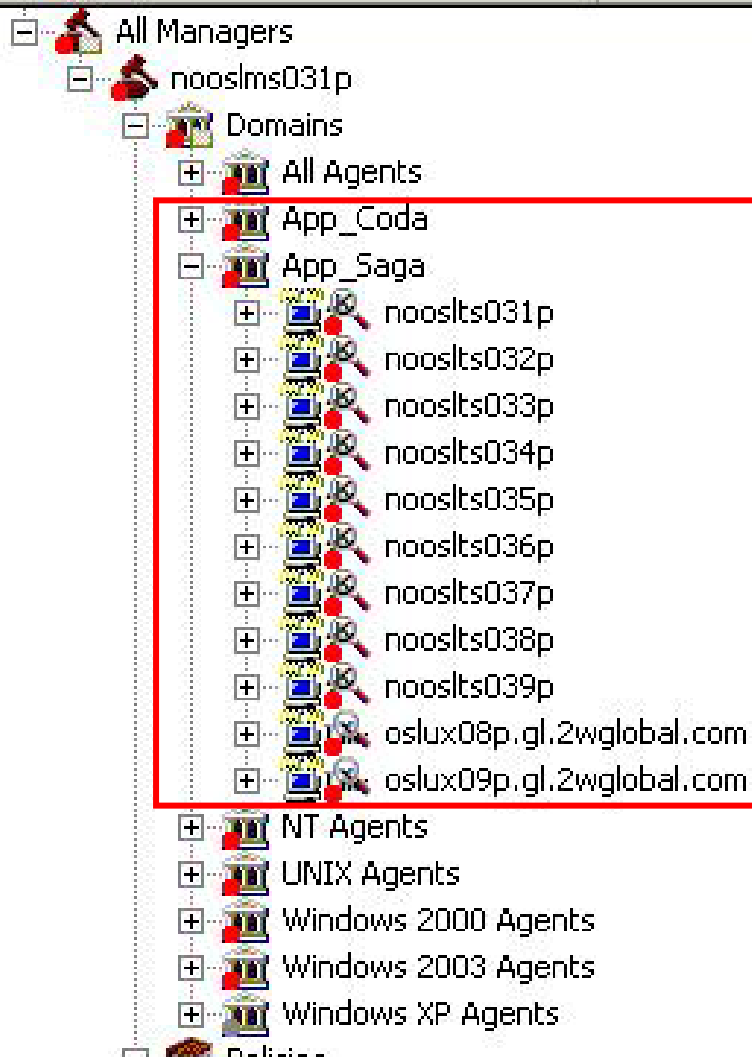 All Managers
nooslms031p
Domains
All Agents
App_Coda
App_Saga
nooslts031p
nooslts032p
nooslts033p
nooslts034p
nooslts035p
nooslts036p
nooslts037p
nooslts038p
nooslts039p
oslux08p.gl.2wglobal.com
oslux09p.gl.2wglobal.com
NT Agents
UNIX Agents
Windows 2000 Agents
Windows 2003 Agents
Windows XP Agents